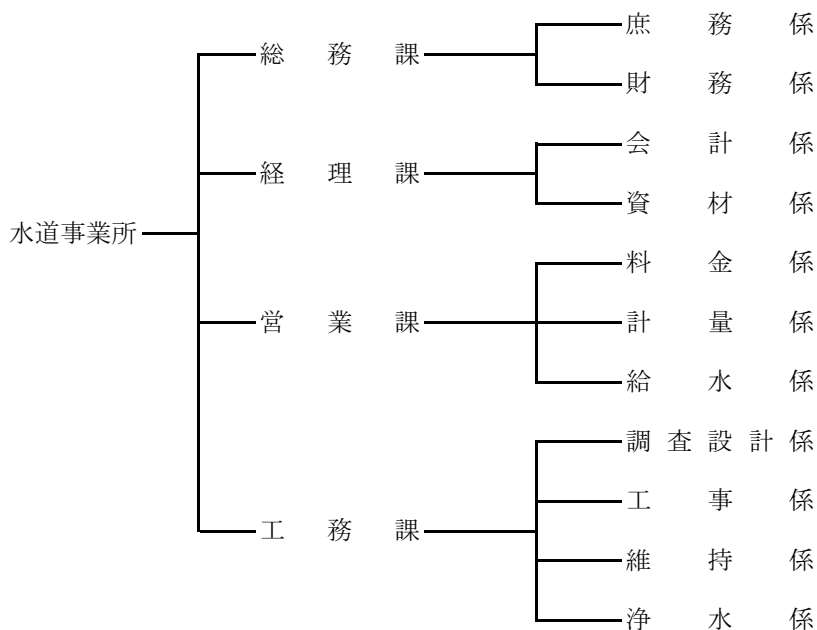 庶務係
総務課
財務係
会計係
経理課
資材係
水道事業所
料金係
営業課
計量係
給水係
調査設計係
工事係
工務課
維持係
浄水係